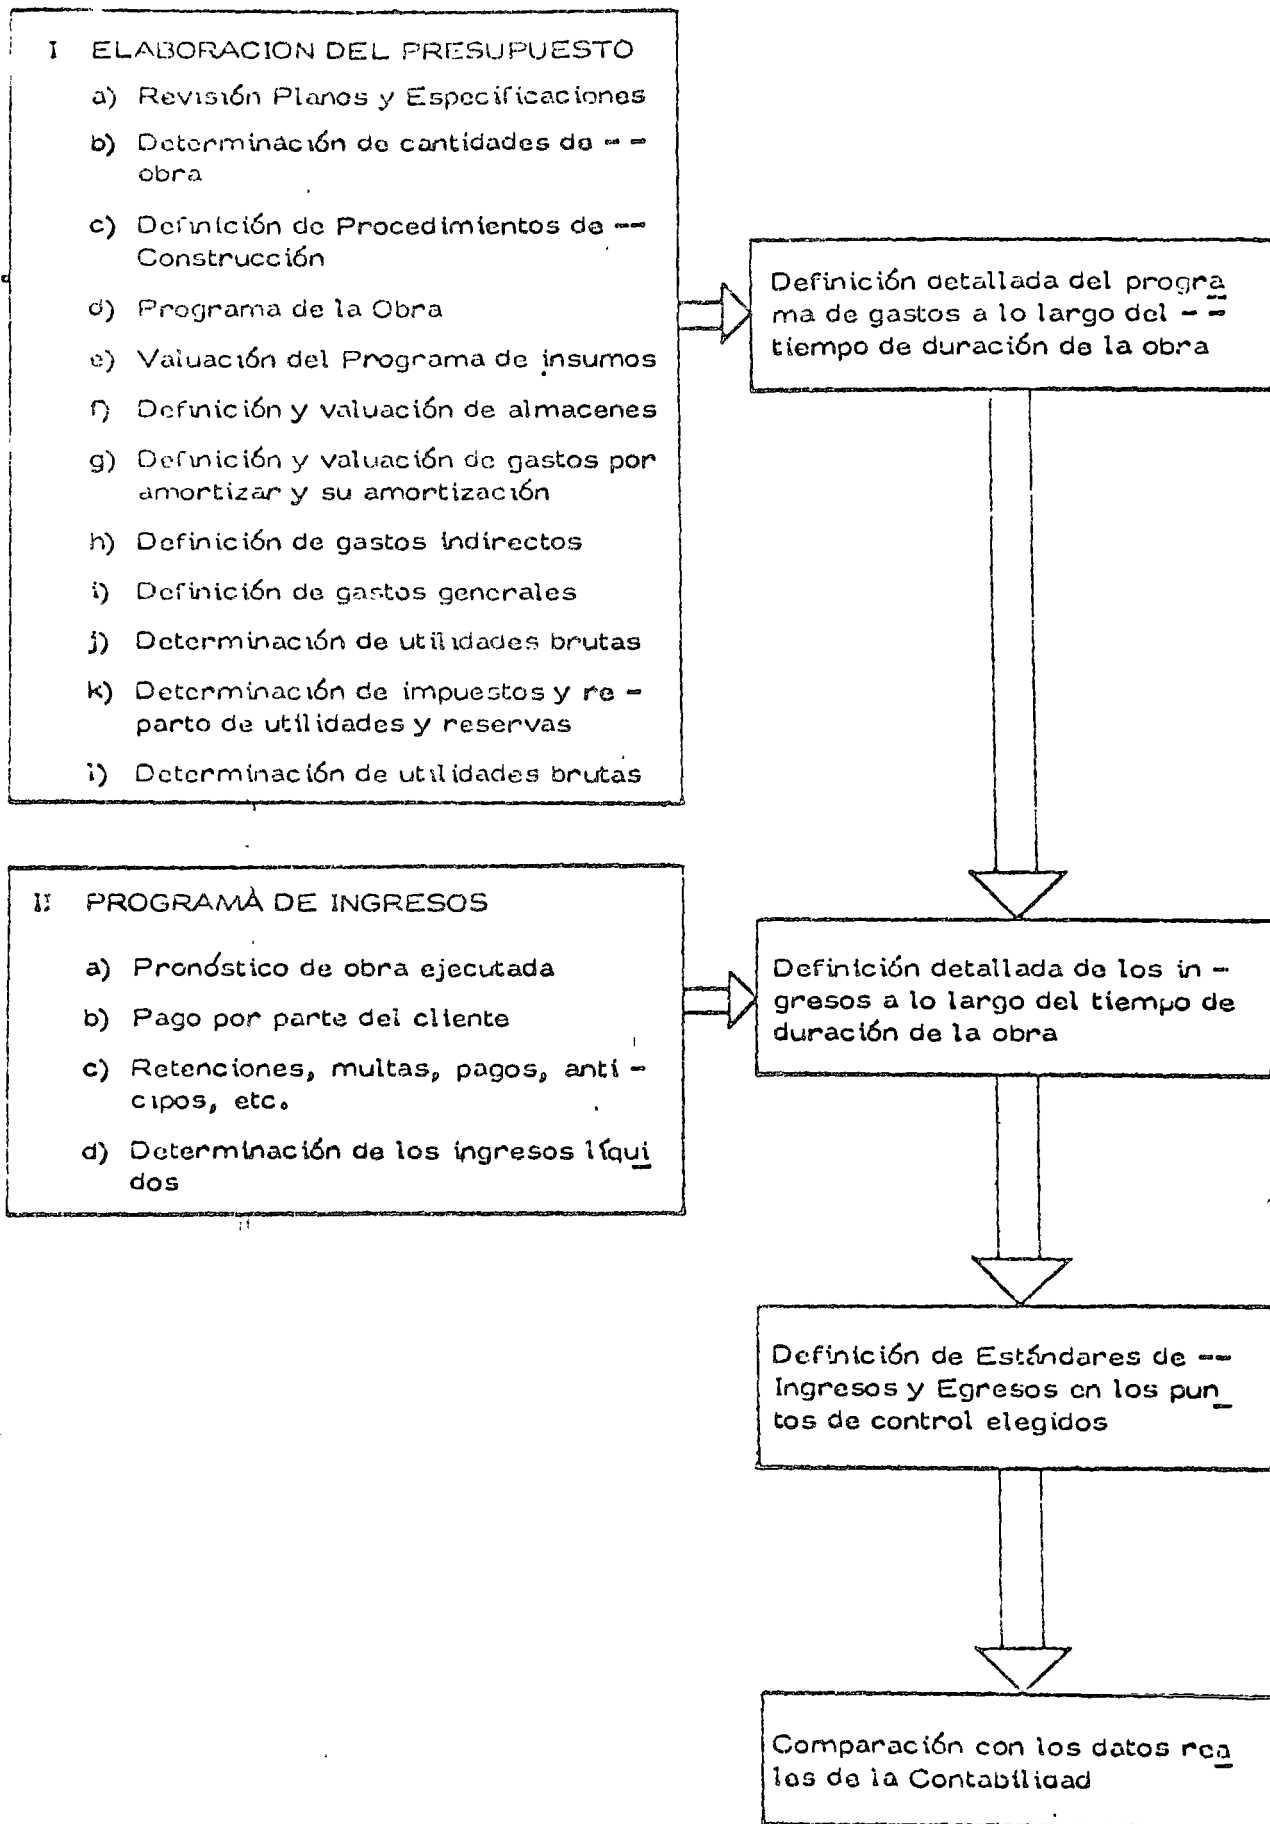 I ELABORACION DEL PRESUPUESTO
a) Revisión Planos y Especificaciones
b) Determinación de cantidades de --
obra
c) Definición de Procedimientos de --
Construcción
d) Programa de la Obra
e) Valuación del Programa de insumos
f) Definición y valuación de almacenes
g) Definición y valuación de gastos por
amortizar y su amortización
h) Definición de gastos indirectos
i) Definición de gastos generales
j) Determinación de utilidades brutas
k) Determinación de impuestos y re -
parto de utilidades y reservas
l) Determinación de utilidades brutas
Definición detallada del progra
ma de gastos a lo largo del - -
tiempo de duración de la obra
II PROGRAMA DE INGRESOS
a) Pronóstico de obra ejecutada
b) Pago por parte del cliente
c) Retenciones, multas, pagos, anti -
cipos, etc.
d) Determinación de los ingresos líqui
dos
Definición detallada de los in -
gresos a lo largo del tiempo de
duración de la obra
Definición de Estándares de --
Ingresos y Egresos en los pun
tos de control elegidos
Comparación con los datos rea
les de la Contabilidad